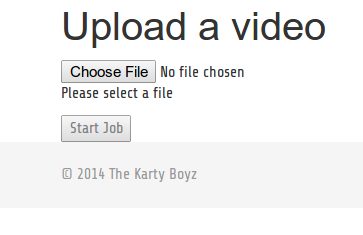 Upload a video
Choose File No file chosen
Please select a file
Start Job
© 2014 The Karty Boyz